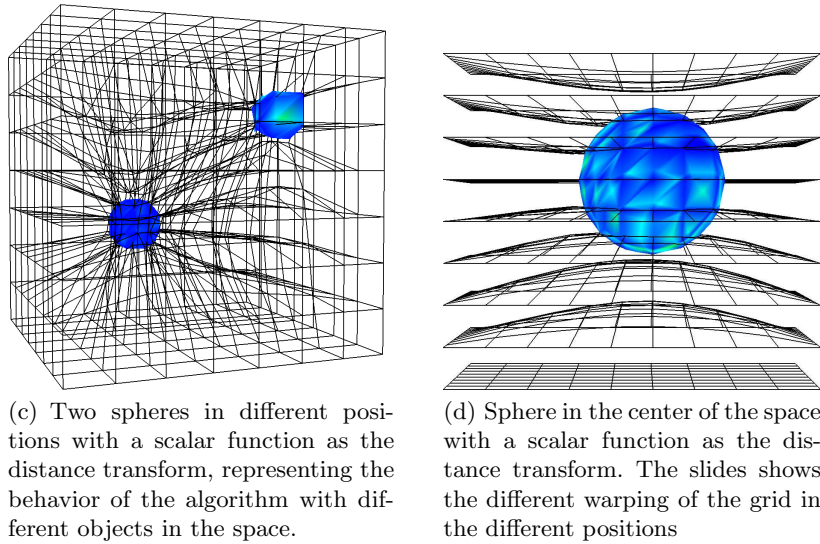 (c) Two spheres in different posi-
tions with a scalar function as the
distance transform, representing the
behavior of the algorithm with dif-
ferent objects in the space.
(d) Sphere in the center of the space
with a scalar function as the dis-
tance transform. The slides shows
the different warping of the grid in
the different positions